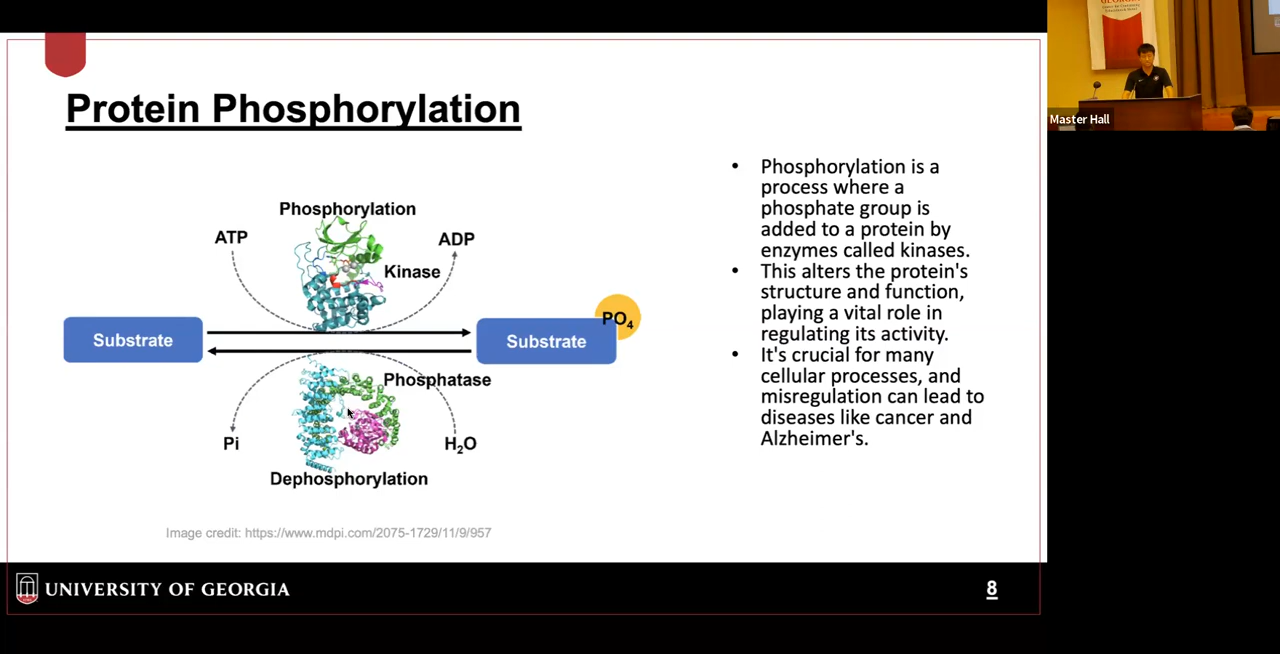 Protein Phosphorylation
Phosphorylation
ATP
ADP
Kinase
Substrate
Substrate
PO4
Phosphatase
Pi
H2O
Dephosphorylation
Image credit: https://www.mdpi.com/2075-1729/11/9/957
• Phosphorylation is a
process where a
phosphate group is
added to a protein by
enzymes called kinases.
• This alters the protein's
structure and function,
playing a vital role in
regulating its activity.
• It's crucial for many
cellular processes, and
misregulation can lead to
diseases like cancer and
Alzheimer's.
UNIVERSITY OF GEORGIA
8
GEORGIA
Master Hall